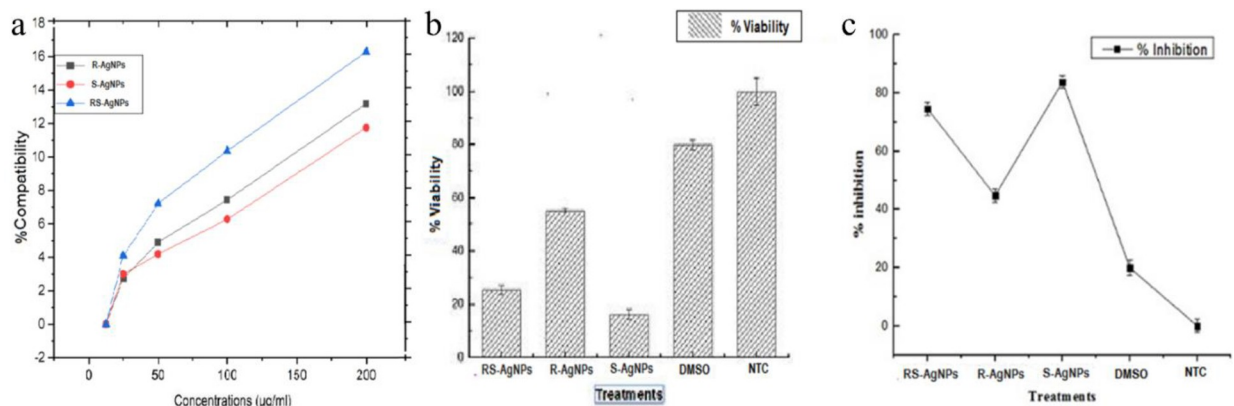 a
18
16
14
12
10
8
6
4
2
0
-2
%Compatibility
R-AgNPs
S-AgNPs
RS-AgNPs
0 50 100 150 200
Concentrations (ug/ml)
b
% Viability
120
100
80
60
40
20
0
% Viability
RS-AgNPs R-AgNPs S-AgNPs DMSO NTC
Treatments
c
% Inhibition
100
80
60
40
20
0
% inhibition
RS-AgNPs R-AgNPs S-AgNPs DMSO NTC
Treatments